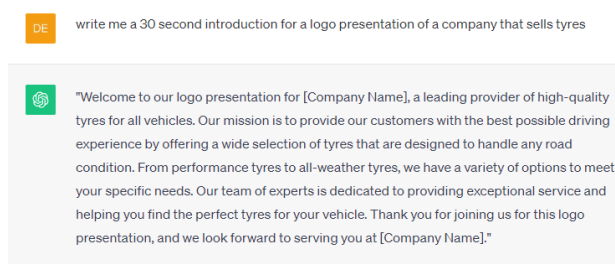 DE
write me a 30 second introduction for a logo presentation of a company that sells tyres
"Welcome to our logo presentation for [Company Name], a leading provider of high-quality
tyres for all vehicles. Our mission is to provide our customers with the best possible driving
experience by offering a wide selection of tyres that are designed to handle any road
condition. From performance tyres to all-weather tyres, we have a variety of options to meet
your specific needs. Our team of experts is dedicated to providing exceptional service and
helping you find the perfect tyres for your vehicle. Thank you for joining us for this logo
presentation, and we look forward to serving you at [Company Name]."